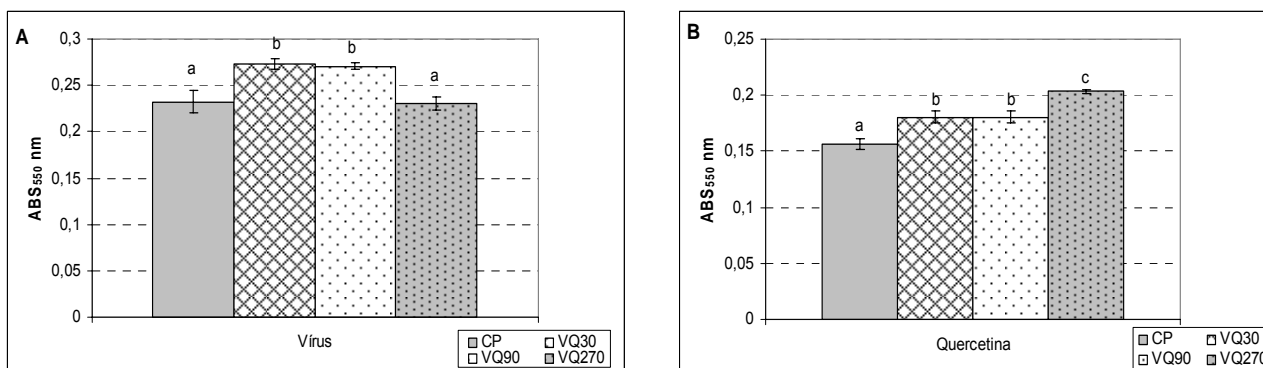 A
ABS550 nm
0,3
0,25
0,2
0,15
0,1
0,05
0
a
b
b
a
Vírus
CP
VQ30
VQ90
VQ270
B
ABS550 nm
0,25
0,2
0,15
0,1
0,05
0
a
b
b
c
Quercetina
CP
VQ30
VQ90
VQ270